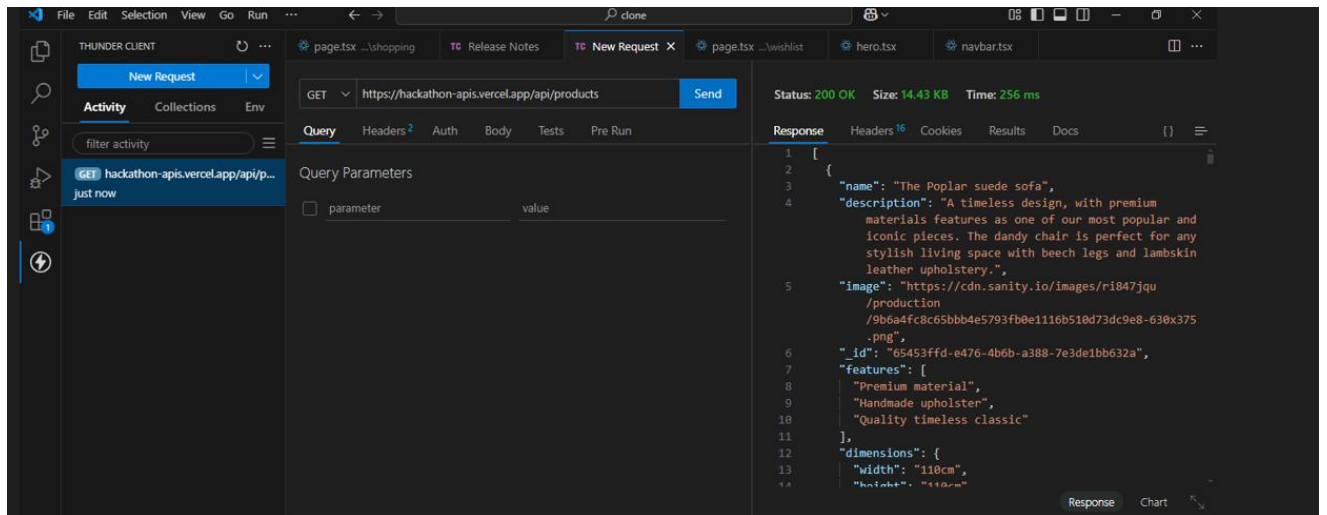 File Edit Selection View Go Run ... clone
THUNDER CLIENT
New Request
Activity Collections Env
filter activity
GET hackathon-apis.vercel.app/api/p...
just now
1
page.tsx ...\shopping TC Release Notes TC New Request page.tsx ...\wishlist hero.tsx navbar.tsx
GET https://hackathon-apis.vercel.app/api/products Send
Query Headers 2 Auth Body Tests Pre Run
Query Parameters
parameter value
Status: 200 OK Size: 14.43 KB Time: 256 ms
Response Headers 16 Cookies Results Docs {}
1 [
2 {
3 "name": "The Poplar suede sofa",
4 "description": "A timeless design, with premium
materials features as one of our most popular and
iconic pieces. The dandy chair is perfect for any
stylish living space with beech legs and lambskin
leather upholstery.",
5 "image": "https://cdn.sanity.io/images/ri847jqu
/production
/9b6a4fc8c65bbb4e5793fb0e1116b510d73dc9e8-630x375
.png",
6 "_id": "65453ffd-e476-4b6b-a388-7e3de1bb632a",
7 "features": [
8 "Premium material",
9 "Handmade upholster",
10 "Quality timeless classic"
11 ],
12 "dimensions": {
13 "width": "110cm",
14 "height": "110cm"
Response Chart